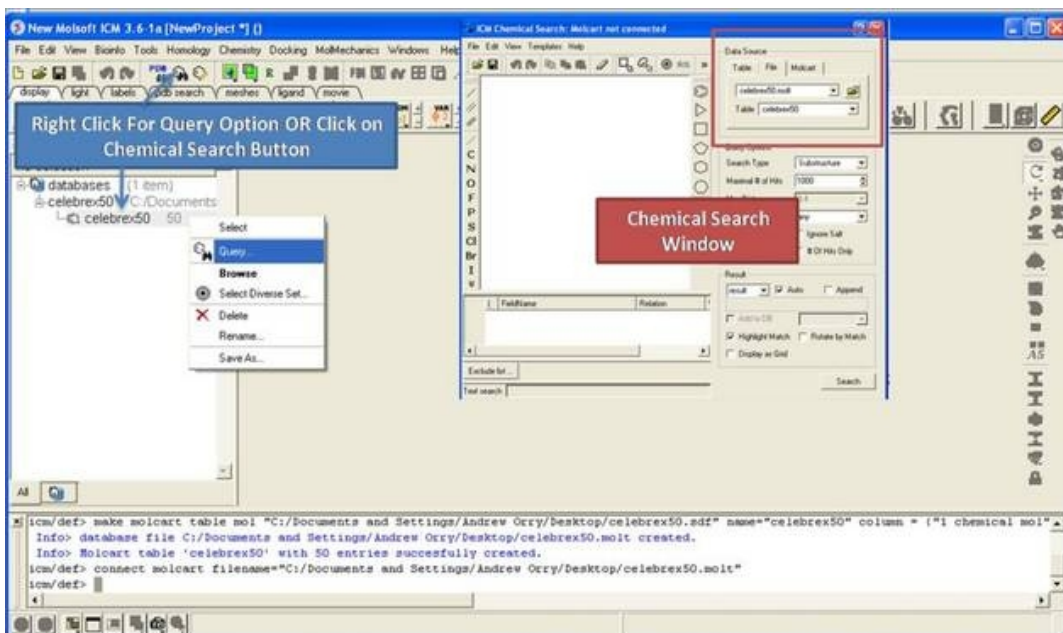 New Molsoft ICM 3.6-1a [NewProject *] ()
File Edit View Bioinfo Tools Homology Chemistry Docking MolMechanics Windows Help
display light labels pdb search meshes ligand movie
Right Click For Query Option OR Click on
Chemical Search Button
databases (1 item)
celebrex50 C:/Documents
celebrex50 50
Select
Query...
Browse
Select Diverse Set...
Delete
Rename...
Save As...
All
ICM Chemical Search: Molcart not connected
File Edit View Templates Help
C
N
O
F
P
S
Cl
Br
I
FieldName Relation
Exclude list ...
Text search
Data Source
Table File Molcart
celebrex50.molt
Table celebrex50
Search Type Substructure
Maximal # of Hits 1000
Ignore Salt
# Of Hits Only
Chemical Search
Window
Result
result Auto Append
Highlight Match Rotate by Match
Display as Grid
Search
icm/def> make molcart table mol "C:/Documents and Settings/Andrew Orry/Desktop/celebrex50.sdf" name="celebrex50" column = {"1 chemical mol"
Info> database file C:/Documents and Settings/Andrew Orry/Desktop/celebrex50.molt created.
Info> Molcart table 'celebrex50' with 50 entries succesfully created.
icm/def> connect molcart filename="C:/Documents and Settings/Andrew Orry/Desktop/celebrex50.molt"
icm/def>